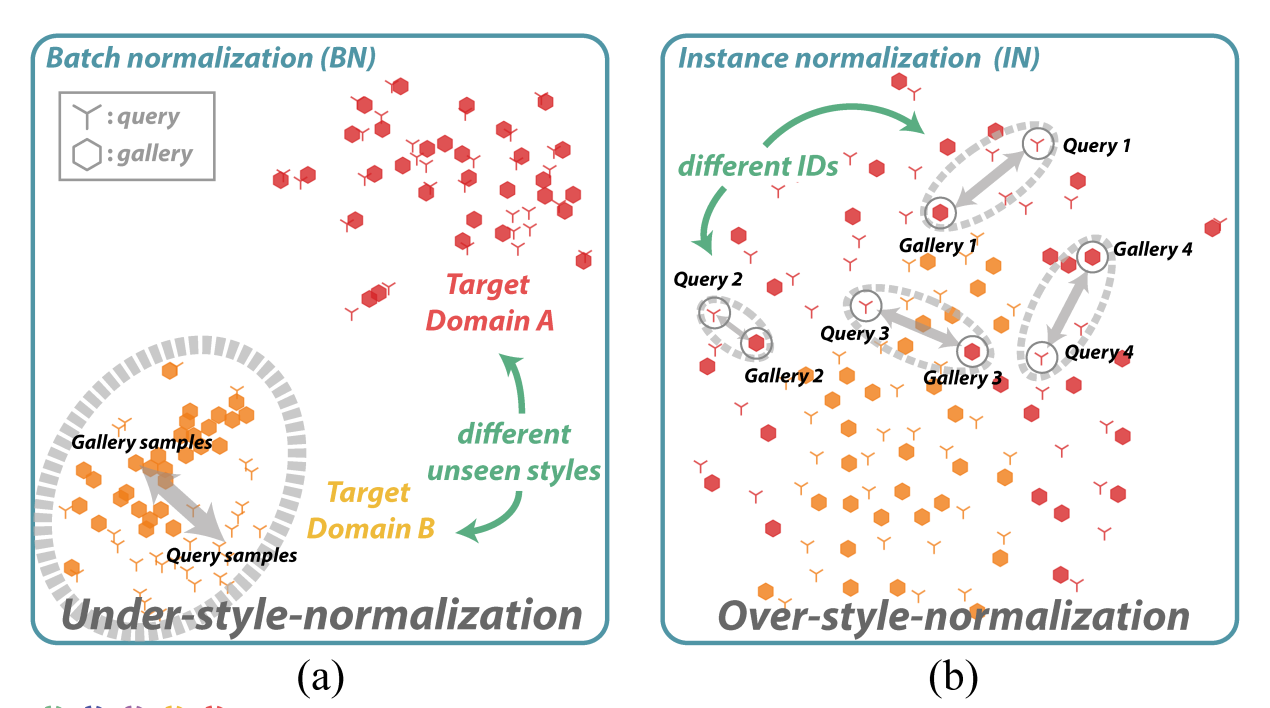 Batch normalization (BN)
: query
: gallery
Target
Domain A
different
unseen styles
Target
Domain B
Gallery samples
Query samples
Under-style-normalization
(a)
Instance normalization (IN)
different IDs
Query 1
Gallery 1
Query 2
Gallery 2
Query 3
Gallery 3
Gallery 4
Query 4
Over-style-normalization
(b)